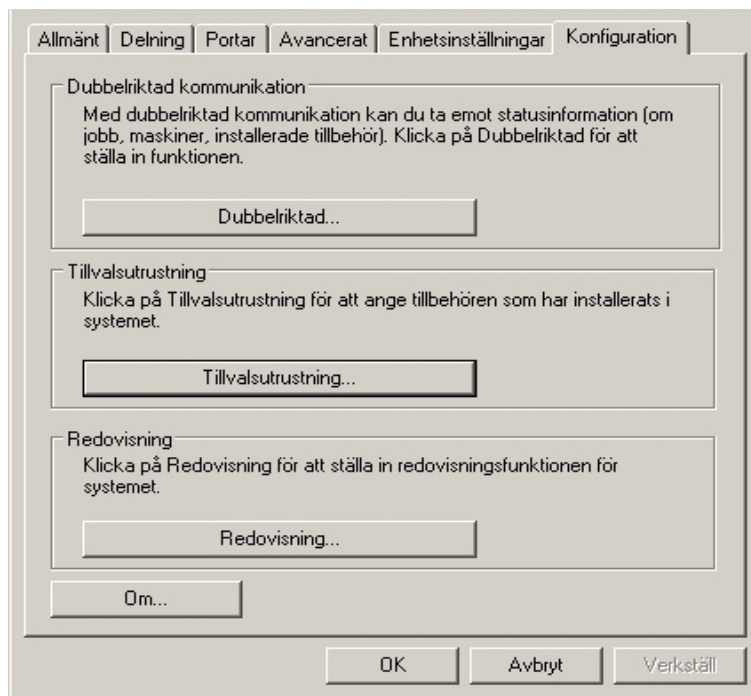 Allmänt Delning Portar Avancerat Enhetsinställningar Konfiguration
Dubbelriktad kommunikation
Med dubbelriktad kommunikation kan du ta emot statusinformation (om
jobb, maskiner, installerade tillbehör). Klicka på Dubbelriktad för att
ställa in funktionen.
Dubbelriktad...
Tillvalsutrustning
Klicka på Tillvalsutrustning för att ange tillbehören som har installerats i
systemet.
Tillvalsutrustning...
Redovisning
Klicka på Redovisning för att ställa in redovisningsfunktionen för
systemet.
Redovisning...
Om...
OK Avbryt Verkställ